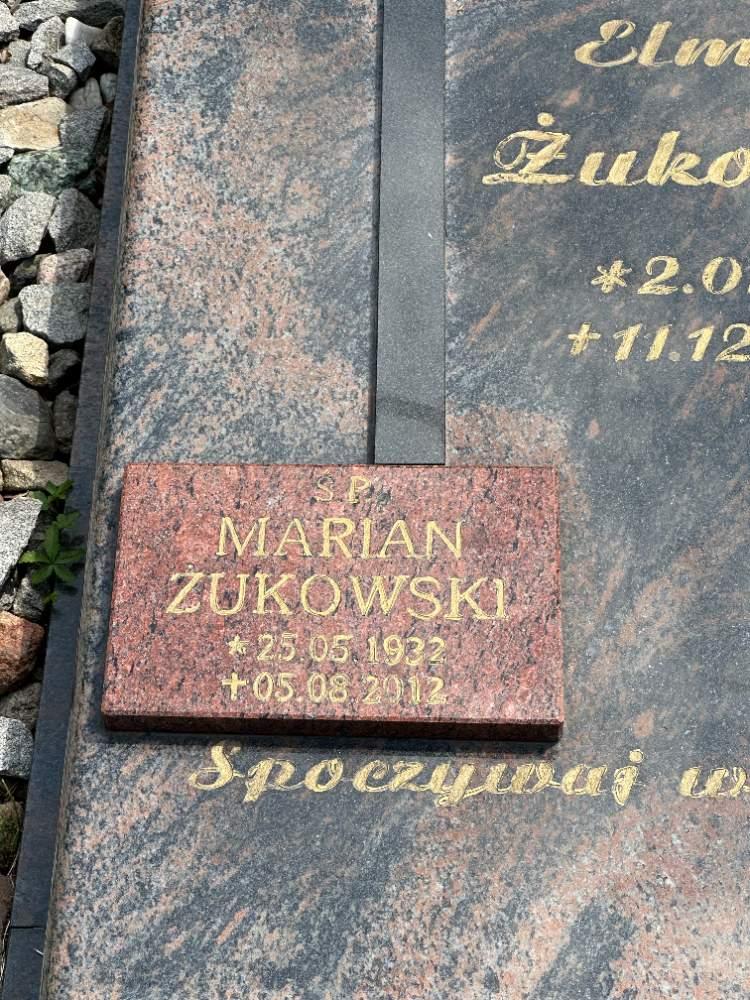 Elm
Żuko
*2.0
+11.12
Ś.P.
MARIAN
ŻUKOWSKI
*25.05.1932
+05.08.2012
Spoczywaj w